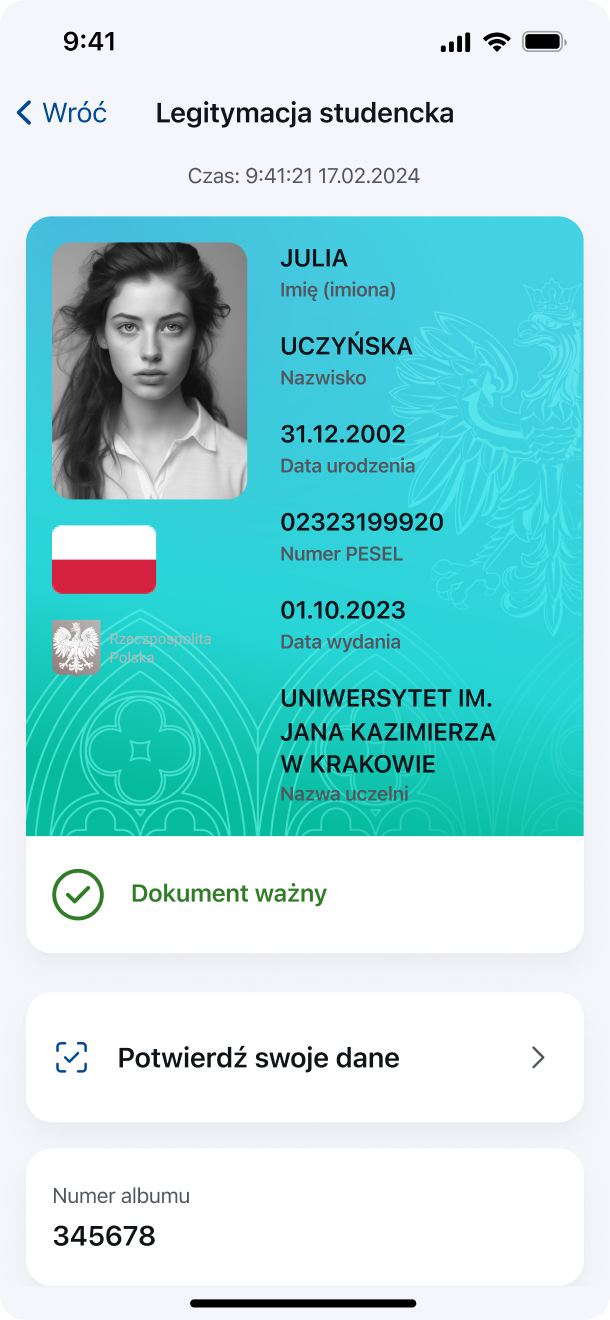 9:41
Wróć
Legitymacja studencka
Czas: 9:41:21 17.02.2024
JULIA
Imię (imiona)
UCZYŃSKA
Nazwisko
31.12.2002
Data urodzenia
02323199920
Numer PESEL
01.10.2023
Data wydania
UNIWERSYTET IM.
JANA KAZIMIERZA
W KRAKOWIE
Nazwa uczelni
Rzeczpospolita
Polska
Dokument ważny
Potwierdź swoje dane
Numer albumu
345678